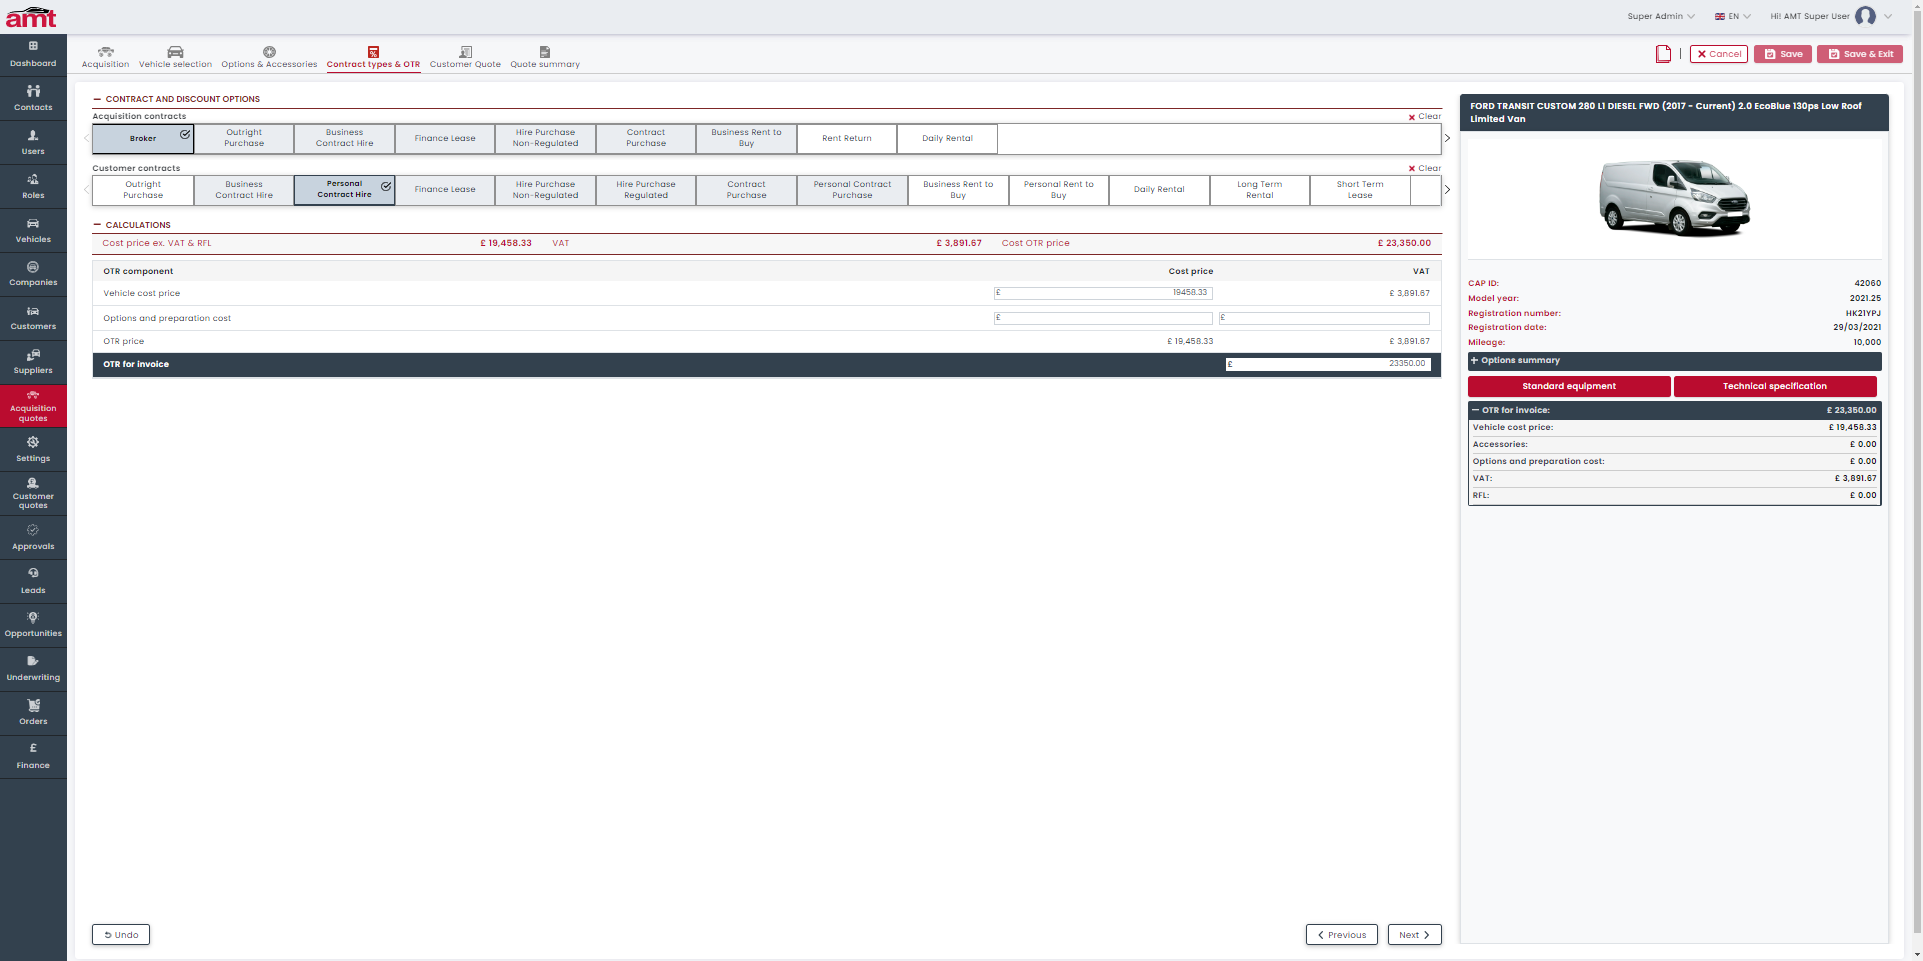 amt
Super Admin
EN
Hi! AMT Super User
Dashboard
Contacts
Users
Roles
Vehicles
Companies
Customers
Suppliers
Acquisition
quotes
Settings
Customer
quotes
Approvals
Leads
Opportunities
Underwriting
Orders
£
Finance
Acquisition
Vehicle selection
Options & Accessories
Contract types & OTR
Customer Quote
Quote summary
Cancel
Save
Save & Exit
CONTRACT AND DISCOUNT OPTIONS
Acquisition contracts
Clear
Broker
Outright
Purchase
Business
Contract Hire
Finance Lease
Hire Purchase
Non-Regulated
Contract
Purchase
Business Rent to
Buy
Rent Return
Daily Rental
Customer contracts
Clear
Outright
Purchase
Business
Contract Hire
Personal
Contract Hire
Finance Lease
Hire Purchase
Non-Regulated
Hire Purchase
Regulated
Contract
Purchase
Personal Contract
Purchase
Business Rent to
Buy
Personal Rent to
Buy
Daily Rental
Long Term
Rental
Short Term
Lease
CALCULATIONS
Cost price ex. VAT & RFL £ 19,458.33 VAT £ 3,891.67 Cost OTR price £ 23,350.00
OTR component Cost price VAT
Vehicle cost price £ 19458.33 £ 3,891.67
Options and preparation cost £ £
OTR price £ 19,458.33 £ 3,891.67
OTR for invoice £ 23350.00
Undo
Previous
Next
FORD TRANSIT CUSTOM 280 L1 DIESEL FWD (2017 - Current) 2.0 EcoBlue 130ps Low Roof
Limited Van
CAP ID: 42060
Model year: 2021.25
Registration number: HK21YPJ
Registration date: 29/03/2021
Mileage: 10,000
Options summary
Standard equipment
Technical specification
OTR for invoice: £ 23,350.00
Vehicle cost price: £ 19,458.33
Accessories: £ 0.00
Options and preparation cost: £ 0.00
VAT: £ 3,891.67
RFL: £ 0.00